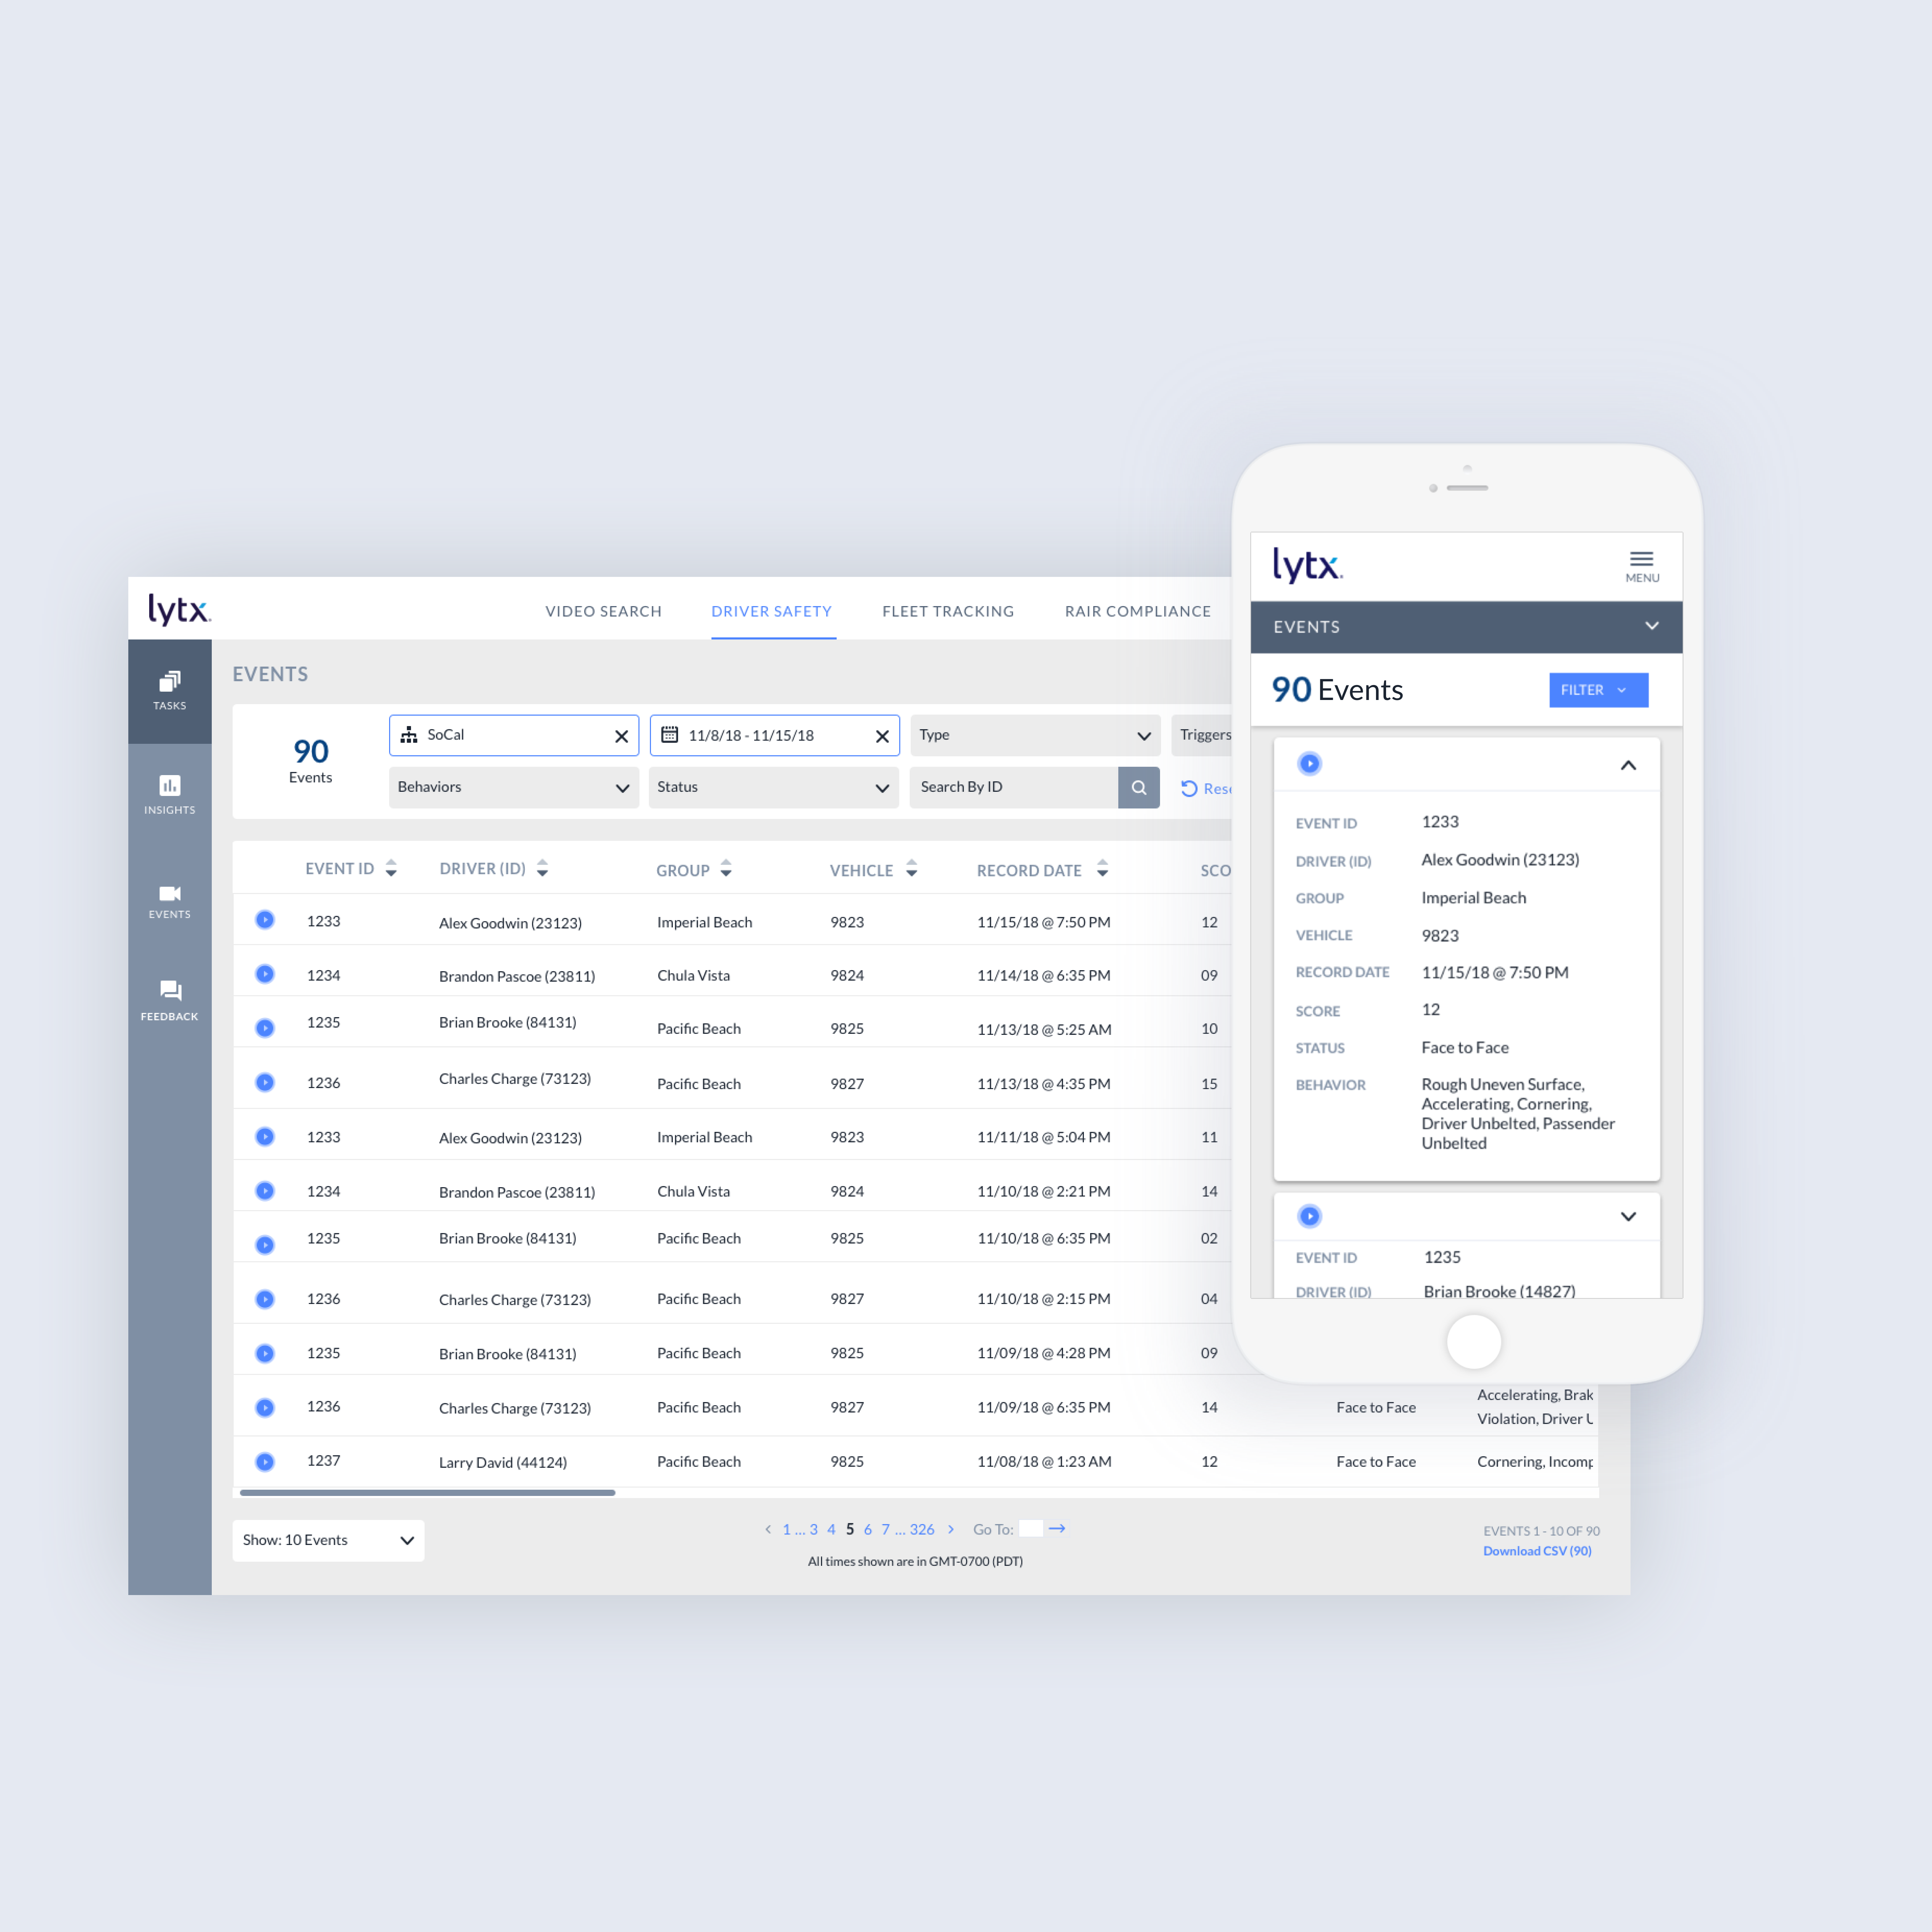 lytx.
VIDEO SEARCH DRIVER SAFETY FLEET TRACKING RAIR COMPLIANCE
TASKS
INSIGHTS
EVENTS
FEEDBACK
EVENTS
90
Events
SoCal 11/8/18 - 11/15/18 Type Triggers
Behaviors Status Search By ID
EVENT ID DRIVER (ID) GROUP VEHICLE RECORD DATE SCO
1233 Alex Goodwin (23123) Imperial Beach 9823 11/15/18 @ 7:50 PM 12
1234 Brandon Pascoe (23811) Chula Vista 9824 11/14/18 @ 6:35 PM 09
1235 Brian Brooke (84131) Pacific Beach 9825 11/13/18 @ 5:25 AM 10
1236 Charles Charge (73123) Pacific Beach 9827 11/13/18 @ 4:35 PM 15
1233 Alex Goodwin (23123) Imperial Beach 9823 11/11/18 @ 5:04 PM 11
1234 Brandon Pascoe (23811) Chula Vista 9824 11/10/18 @ 2:21 PM 14
1235 Brian Brooke (84131) Pacific Beach 9825 11/10/18 @ 6:35 PM 02
1236 Charles Charge (73123) Pacific Beach 9827 11/10/18 @ 2:15 PM 04
1235 Brian Brooke (84131) Pacific Beach 9825 11/09/18 @ 4:28 PM 09
1236 Charles Charge (73123) Pacific Beach 9827 11/09/18 @ 6:35 PM 14 Face to Face Accelerating, Brak
Violation, Driver U
1237 Larry David (44124) Pacific Beach 9825 11/08/18 @ 1:23 AM 12 Face to Face Cornering, Incomp
Show: 10 Events
< 1 ... 3 4 5 6 7 ... 326 > Go To: →
All times shown are in GMT-0700 (PDT)
EVENTS 1 - 10 OF 90
Download CSV (90)
lytx.
MENU
EVENTS
90 Events FILTER
EVENT ID 1233
DRIVER (ID) Alex Goodwin (23123)
GROUP Imperial Beach
VEHICLE 9823
RECORD DATE 11/15/18 @ 7:50 PM
SCORE 12
STATUS Face to Face
BEHAVIOR Rough Uneven Surface,
Accelerating, Cornering,
Driver Unbelted, Passender
Unbelted
EVENT ID 1235
DRIVER (ID) Brian Brooke (14827)